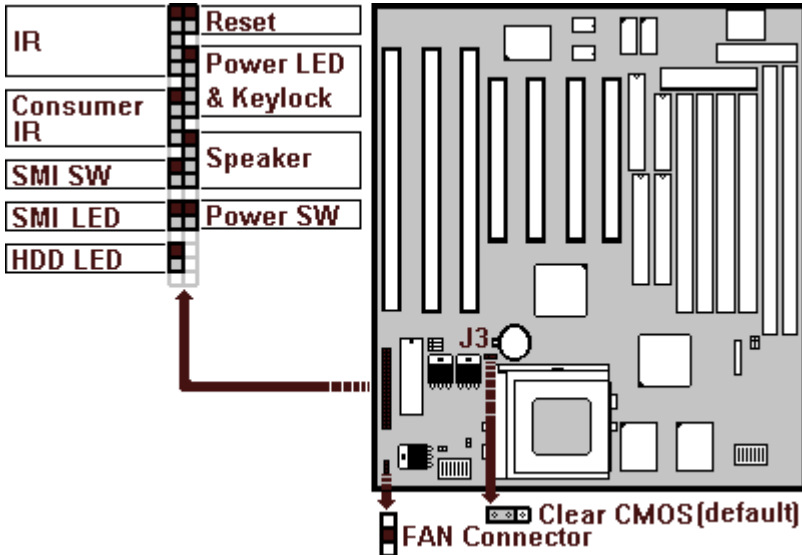 IR
Consumer
IR
SMI SW
SMI LED
HDD LED
Reset
Power LED
& Keylock
Speaker
Power SW
J3
Clear CMOS(default)
FAN Connector